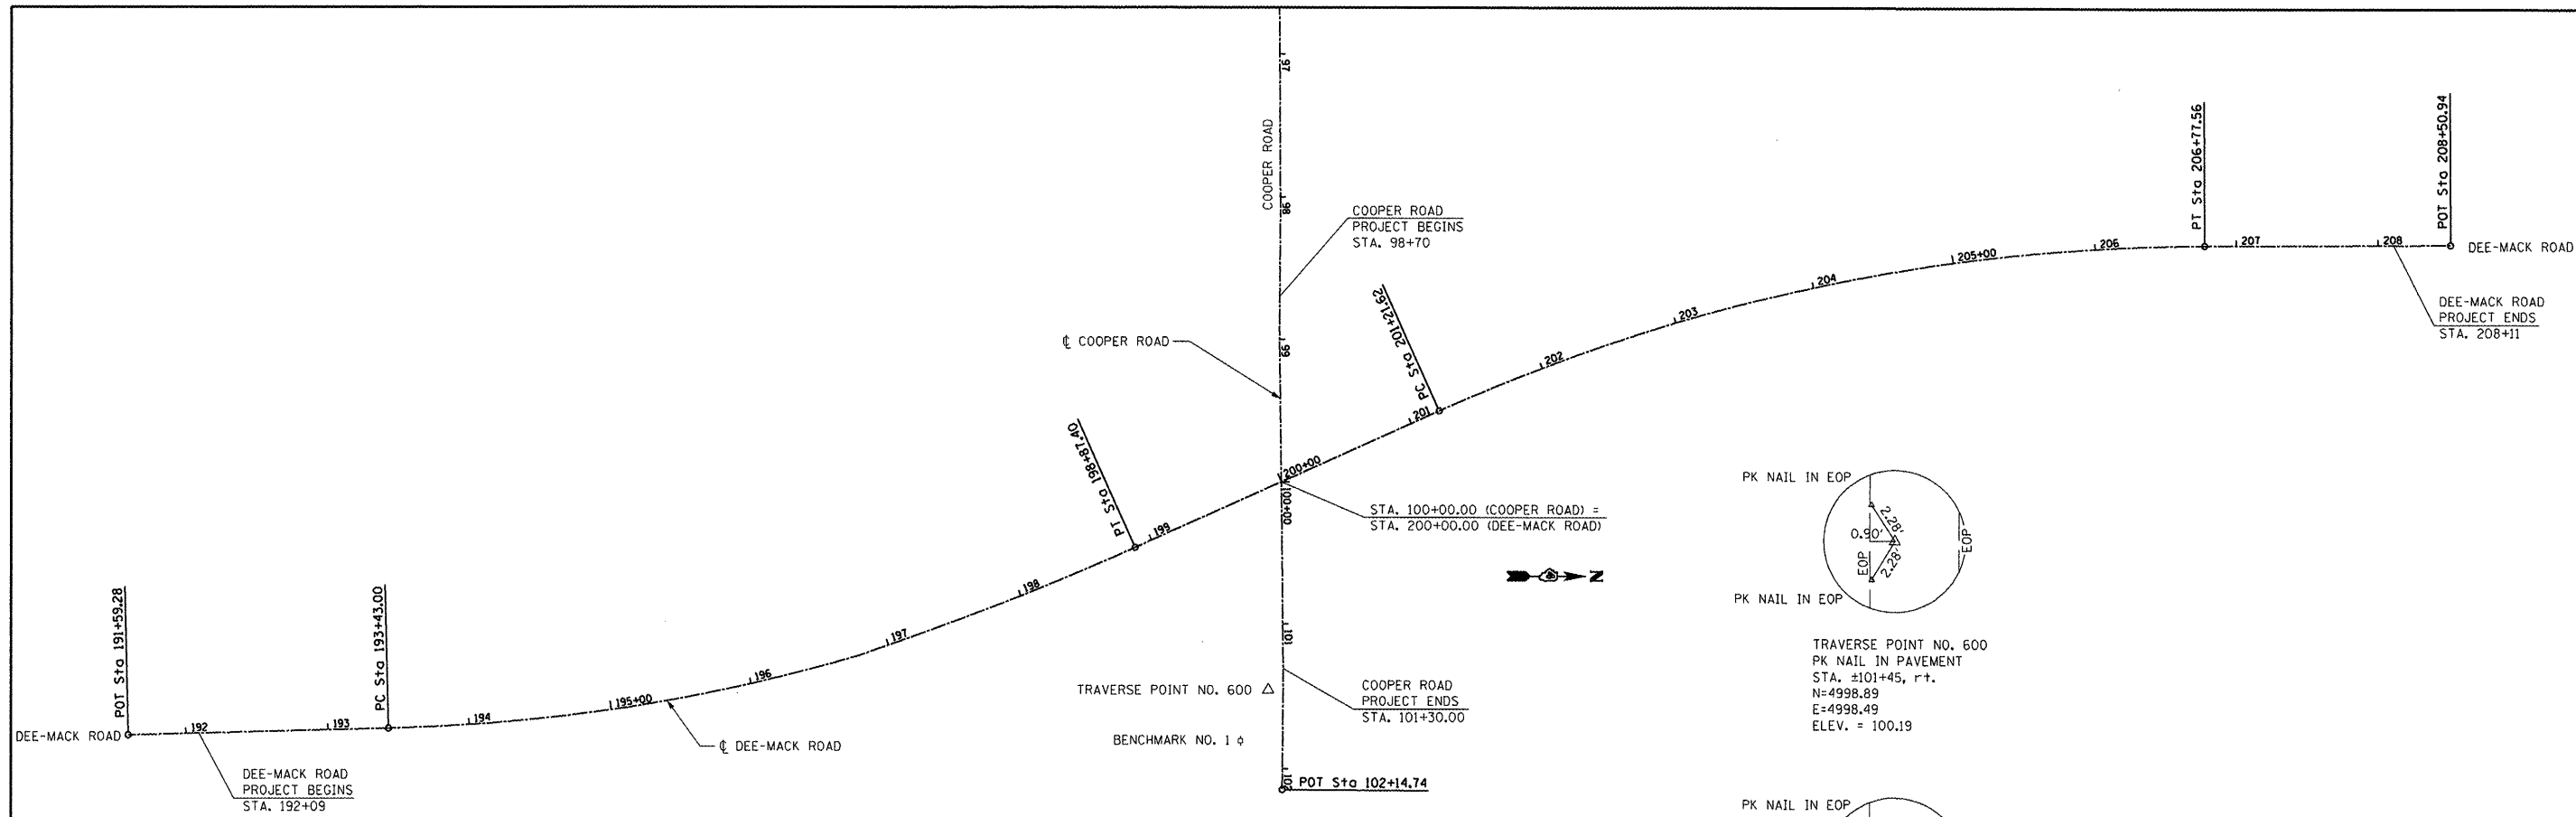 97
COOPER ROAD
98
COOPER ROAD
PROJECT BEGINS
STA. 98+70
99
℄ COOPER ROAD
PC Sta 201+21.62
PT Sta 206+77.56
POT Sta 208+50.94
202
203
204
205+00
206
207
208
DEE-MACK ROAD
DEE-MACK ROAD
PROJECT ENDS
STA. 208+11
201
200+00
100+00
STA. 100+00.00 (COOPER ROAD) =
STA. 200+00.00 (DEE-MACK ROAD)
PT Sta 198+87.40
199
198
197
196
195+00
194
193
192
POT Sta 191+59.28
PC Sta 193+43.00
DEE-MACK ROAD
DEE-MACK ROAD
PROJECT BEGINS
STA. 192+09
℄ DEE-MACK ROAD
N
101
TRAVERSE POINT NO. 600
COOPER ROAD
PROJECT ENDS
STA. 101+30.00
BENCHMARK NO. 1
102
POT Sta 102+14.74
PK NAIL IN EOP
2.28'
0.90'
EOP
2.28'
EOP
PK NAIL IN EOP
TRAVERSE POINT NO. 600
PK NAIL IN PAVEMENT
STA. ±101+45, rt.
N=4998.89
E=4998.49
ELEV. = 100.19
PK NAIL IN EOP